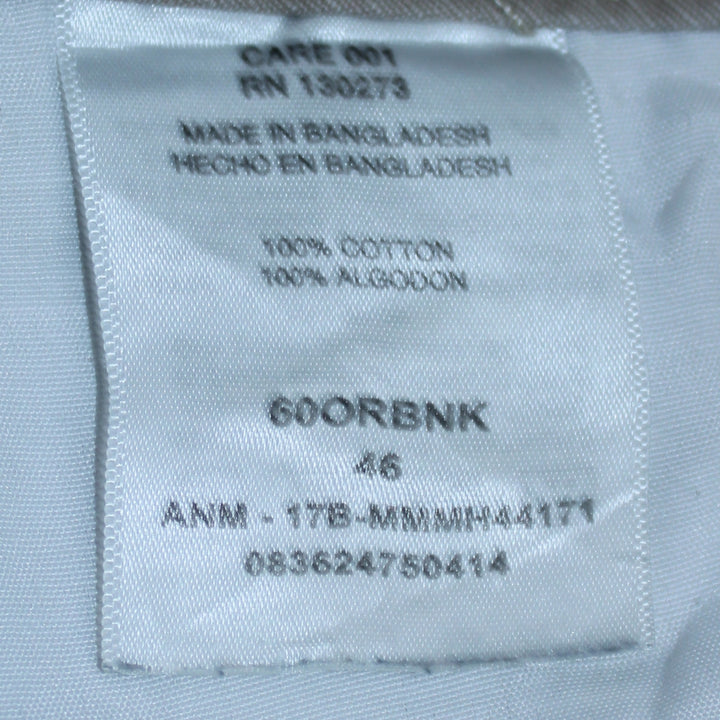 CARE 001
RN 130273
MADE IN BANGLADESH
HECHO EN BANGLADESH
100% COTTON
100% ALGODON
60ORBNK
46
ANM - 17B-MMMMH44171
083624750414